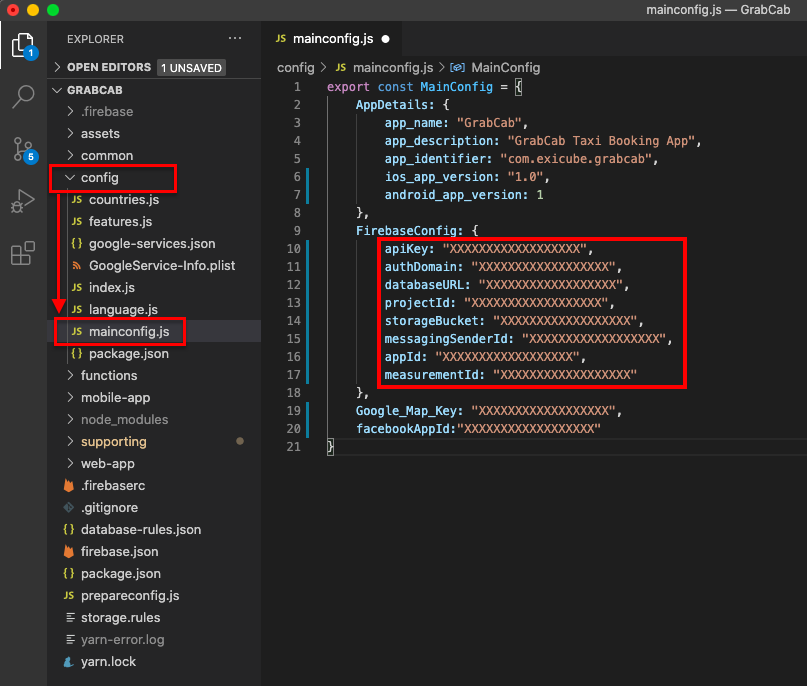 mainconfig.js — GrabCab
EXPLORER
...
1
OPEN EDITORS 1 UNSAVED
GRABCAB
.firebase
assets
common
config
JS countries.js
JS features.js
{} google-services.json
GoogleService-Info.plist
JS index.js
JS language.js
JS mainconfig.js
{} package.json
functions
mobile-app
node_modules
supporting
web-app
.firebaserc
.gitignore
{} database-rules.json
firebase.json
{} package.json
JS prepareconfig.js
storage.rules
yarn-error.log
yarn.lock
5
JS mainconfig.js
config > JS mainconfig.js > MainConfig
1 export const MainConfig = {
2 AppDetails: {
3 app_name: "GrabCab",
4 app_description: "GrabCab Taxi Booking App",
5 app_identifier: "com.exicube.grabcab",
6 ios_app_version: "1.0",
7 android_app_version: 1
8 },
9 FirebaseConfig: {
10 apiKey: "XXXXXXXXXXXXXXXXXX",
11 authDomain: "XXXXXXXXXXXXXXXXXX",
12 databaseURL: "XXXXXXXXXXXXXXXXXX",
13 projectId: "XXXXXXXXXXXXXXXXXX",
14 storageBucket: "XXXXXXXXXXXXXXXXXX",
15 messagingSenderId: "XXXXXXXXXXXXXXXXXX",
16 appId: "XXXXXXXXXXXXXXXXXX",
17 measurementId: "XXXXXXXXXXXXXXXXXX"
18 },
19 Google_Map_Key: "XXXXXXXXXXXXXXXXXX",
20 facebookAppId:"XXXXXXXXXXXXXXXXXX"
21 }